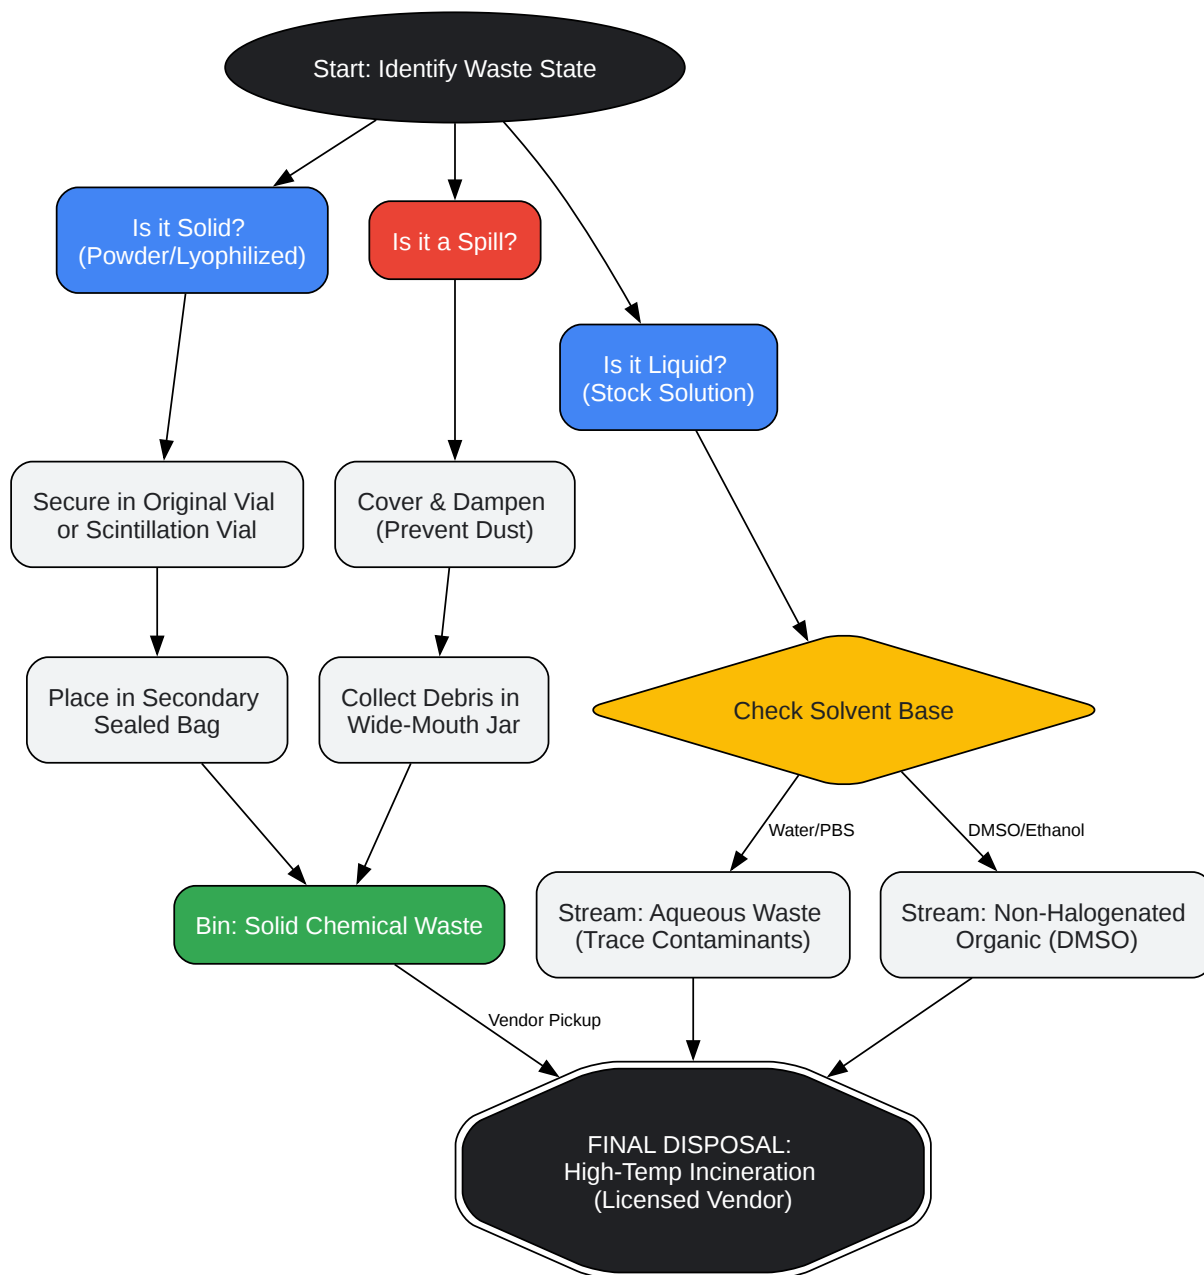 Start: Identify Waste State
Is it Solid?
(Powder/Lyophilized)
Is it a Spill?
Is it Liquid?
(Stock Solution)
Secure in Original Vial
or Scintillation Vial
Cover & Dampen
(Prevent Dust)
Place in Secondary
Sealed Bag
Collect Debris in
Wide-Mouth Jar
Check Solvent Base
Water/PBS
DMSO/Ethanol
Bin: Solid Chemical Waste
Stream: Aqueous Waste
(Trace Contaminants)
Stream: Non-Halogenated
Organic (DMSO)
Vendor Pickup
FINAL DISPOSAL:
High-Temp Incineration
(Licensed Vendor)